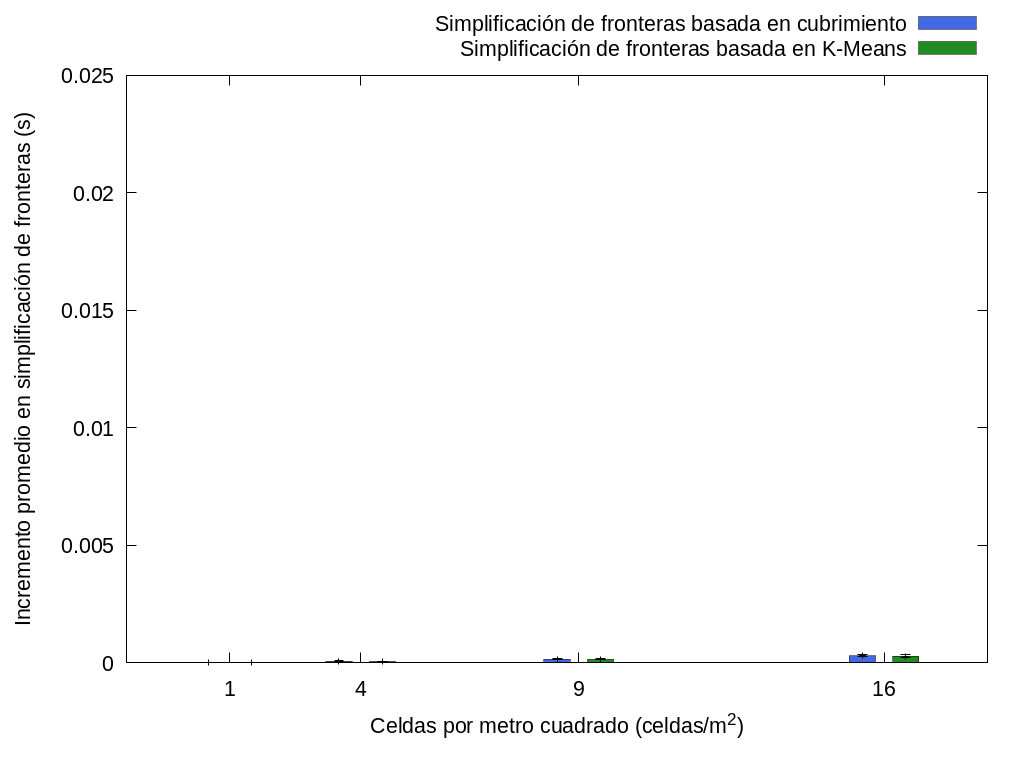 Simplificación de fronteras basada en cubrimiento
Simplificación de fronteras basada en K-Means
0.025
0.02
0.015
0.01
0.005
0
Incremento promedio en simplificación de fronteras (s)
1 4 9 16
Celdas por metro cuadrado (celdas/m²)